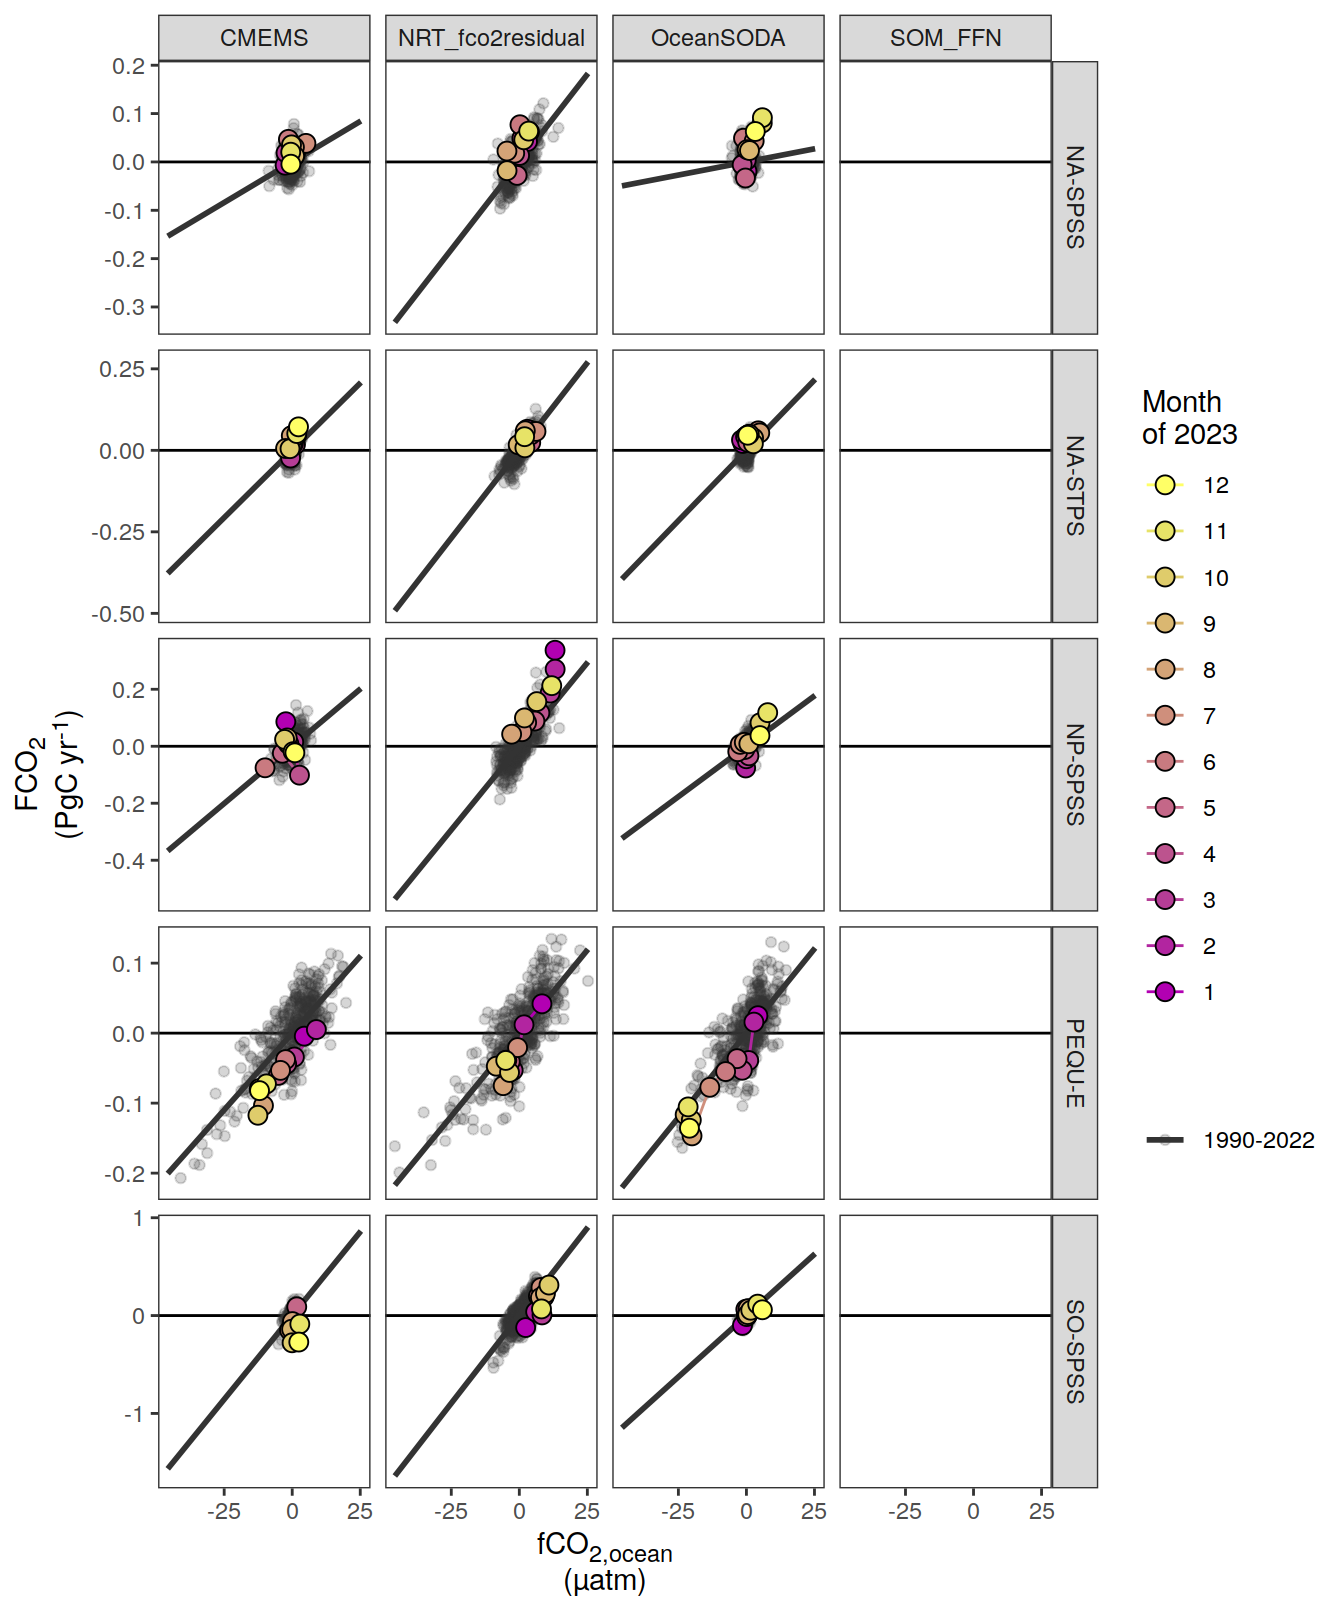 CMEMS NRT_fco2residual OceanSODA SOM_FFN
0.2
0.1
0.0
-0.1
-0.2
-0.3
NA-SPSS
0.25
0.00
-0.25
-0.50
NA-STPS
0.2
0.0
-0.2
-0.4
NP-SPSS
0.1
0.0
-0.1
-0.2
PEQU-E
1
0
-1
SO-SPSS
-25 0 25 -25 0 25 -25 0 25 -25 0 25
fCO2,ocean
(µatm)
FCO2
(PgC yr-1)
Month
of 2023
12
11
10
9
8
7
6
5
4
3
2
1
1990-2022